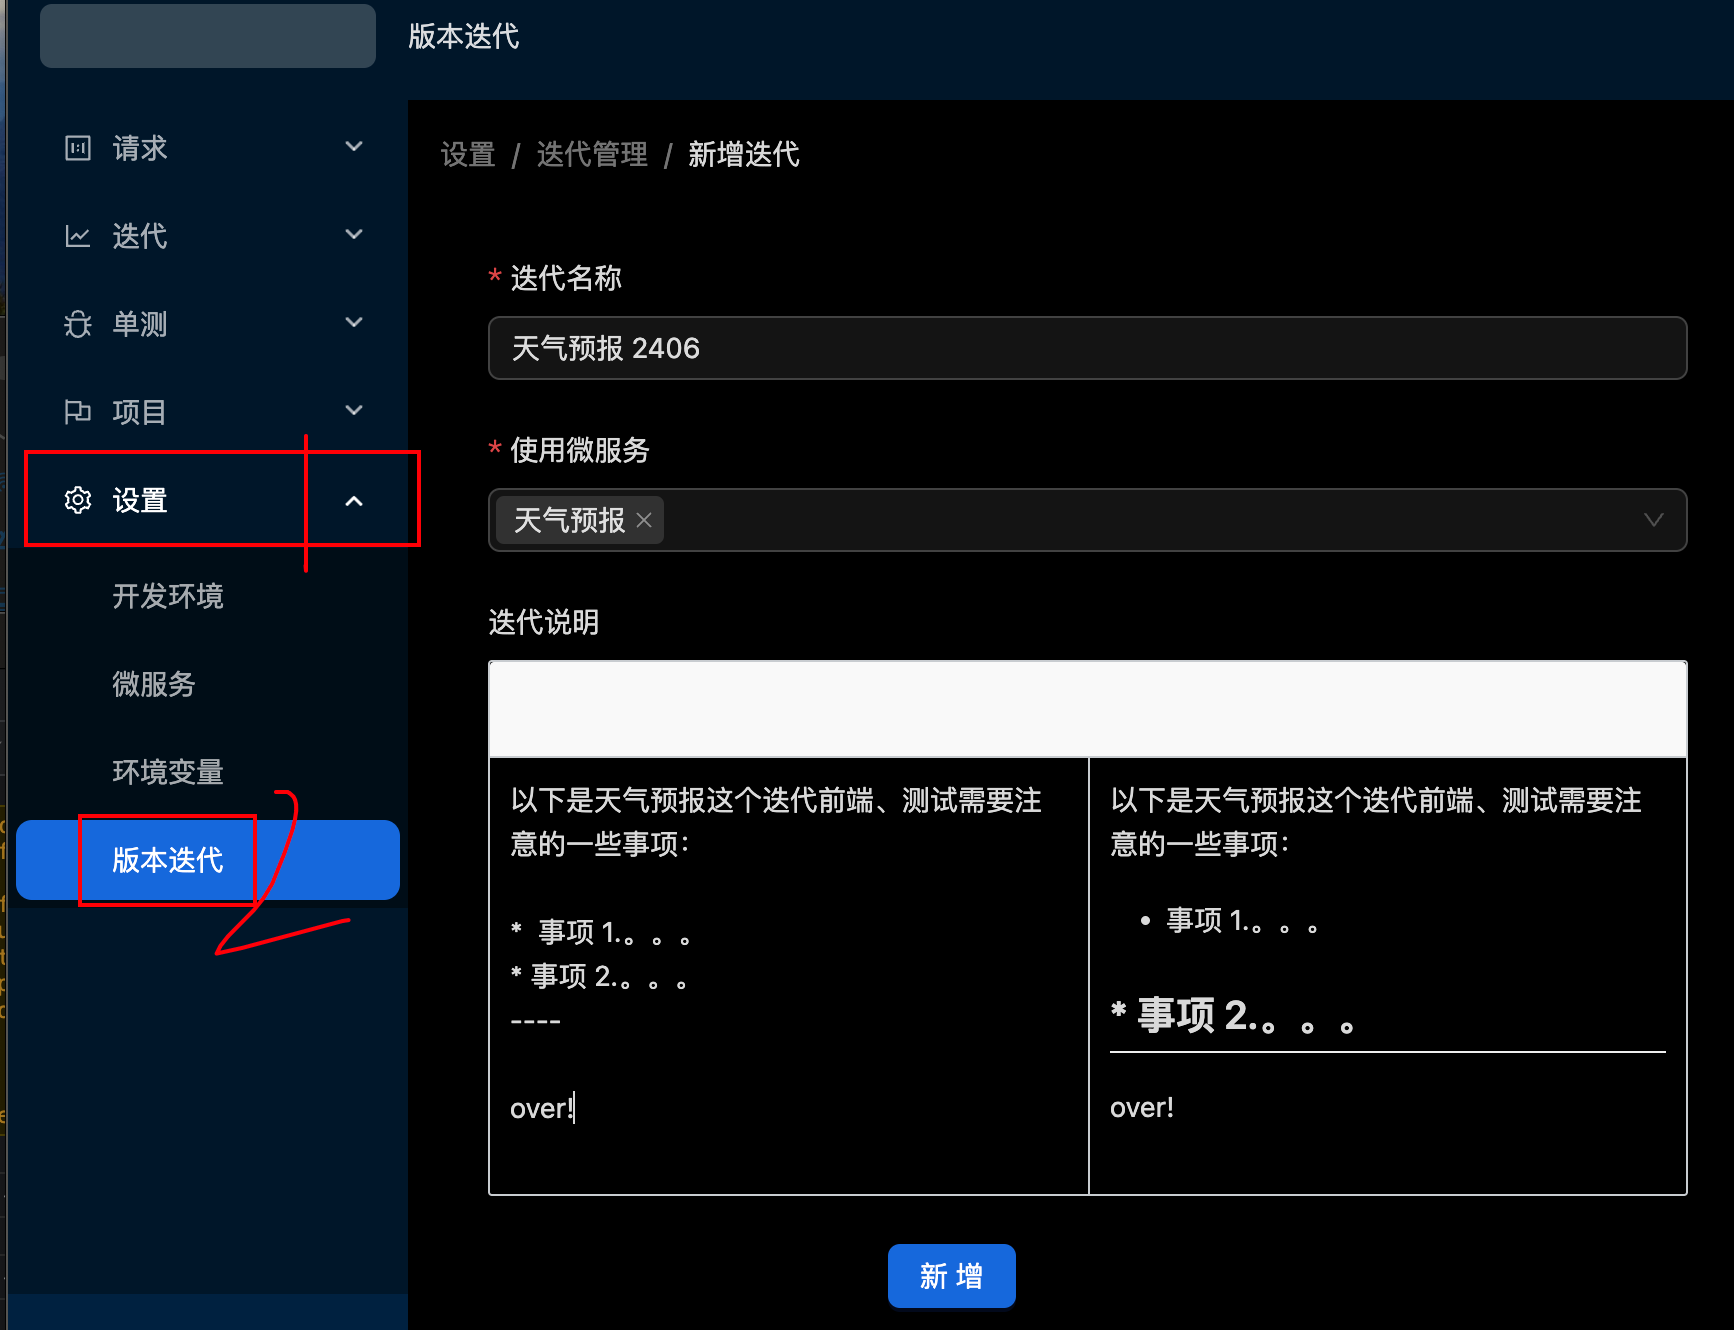 版本迭代
请求
迭代
单测
项目
设置
开发环境
微服务
环境变量
版本迭代
1
2
设置 / 迭代管理 / 新增迭代
* 迭代名称
天气预报 2406
* 使用微服务
天气预报
迭代说明
以下是天气预报这个迭代前端、测试需要注
意的一些事项：
*  事项 1.。。。
* 事项 2.。。。
----
over!
以下是天气预报这个迭代前端、测试需要注
意的一些事项：
• 事项 1.。。。
* 事项 2.。。。
over!
新 增